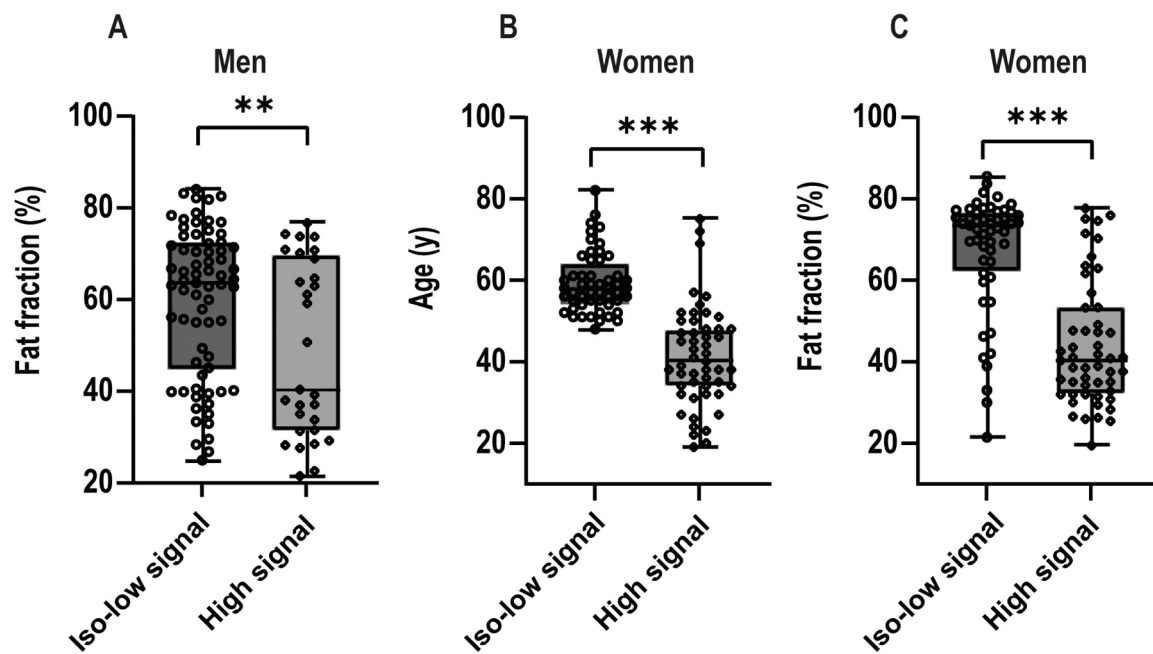 A
Men
**
Fat fraction (%)
100
80
60
40
20
Iso-low signal
High signal
B
Women
***
Age (y)
100
80
60
40
20
Iso-low signal
High signal
C
Women
***
Fat fraction (%)
100
80
60
40
20
Iso-low signal
High signal